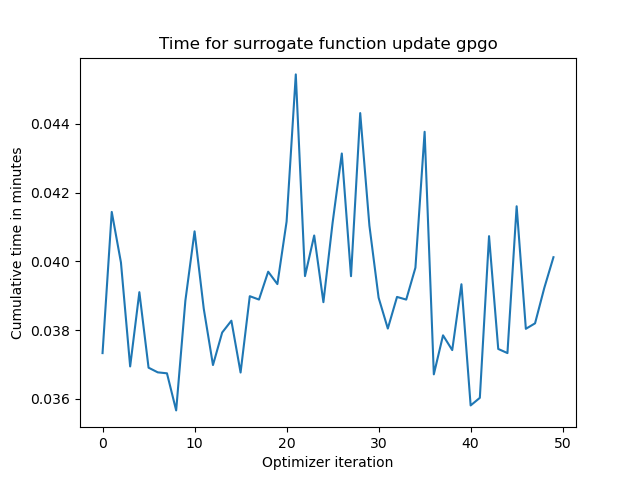 Time for surrogate function update gpgo
0.044
0.042
0.040
0.038
0.036
Cumulative time in minutes
0 10 20 30 40 50
Optimizer iteration